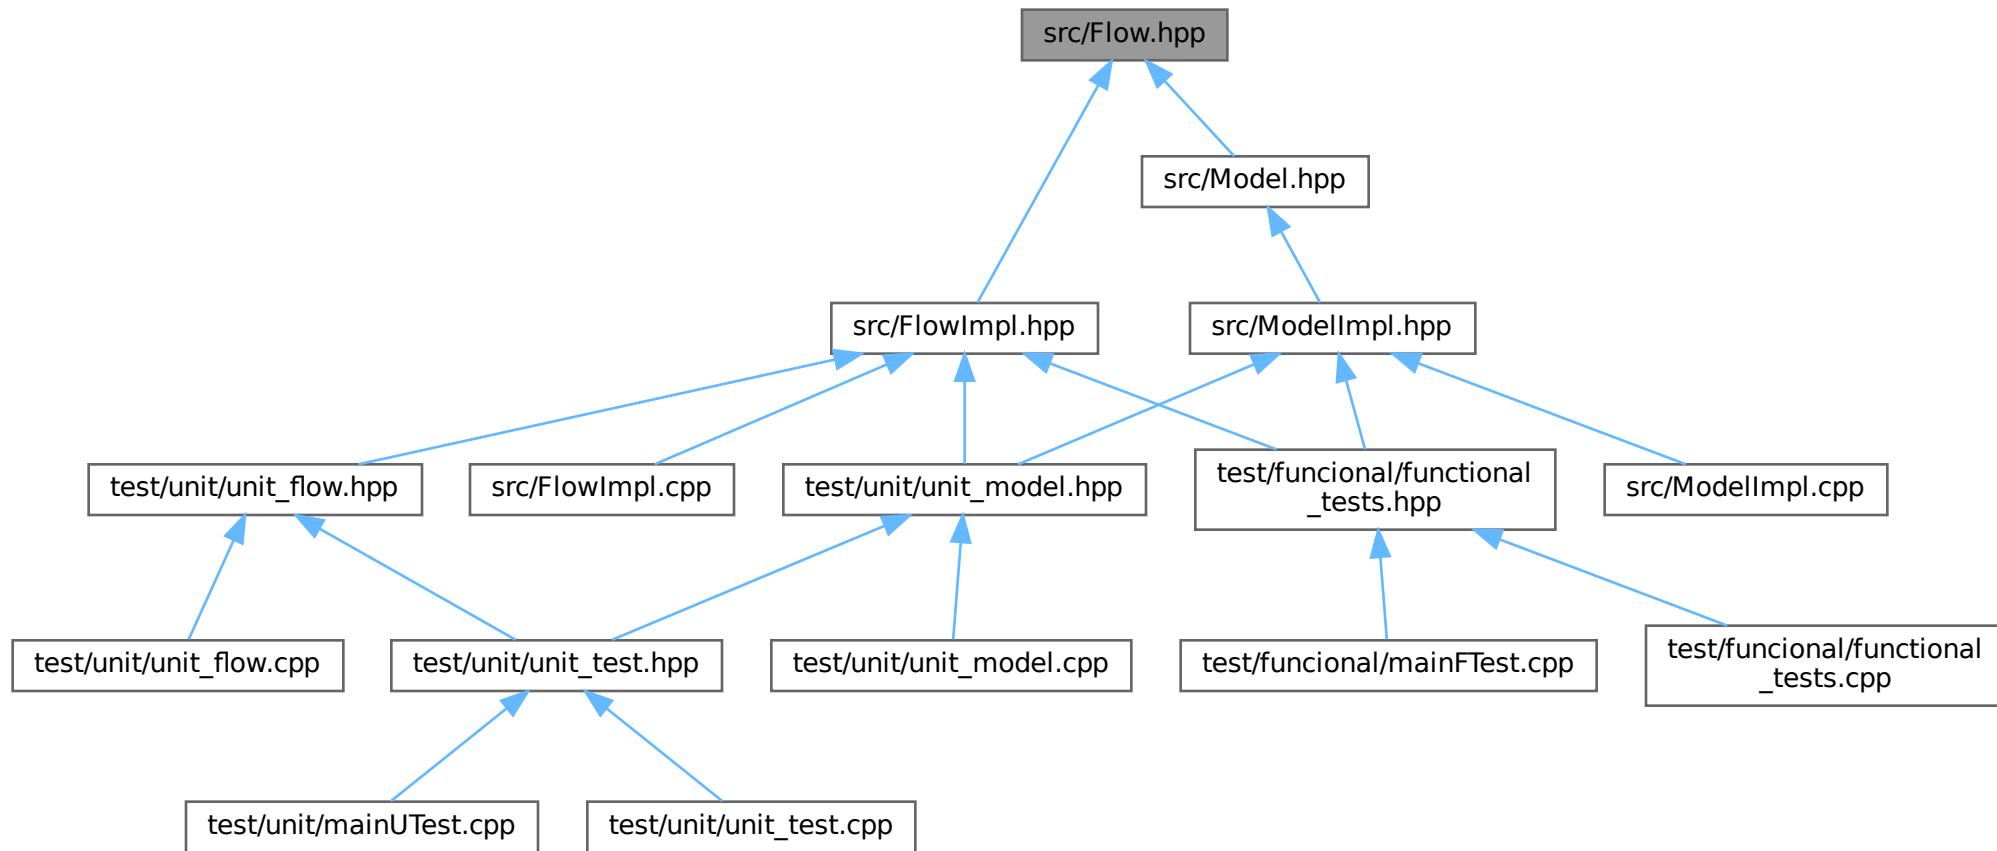 src/Flow.hpp
src/Model.hpp
src/FlowImpl.hpp
src/ModelImpl.hpp
test/unit/unit_flow.hpp
src/FlowImpl.cpp
test/unit/unit_model.hpp
test/funcional/functional
_tests.hpp
src/ModelImpl.cpp
test/unit/unit_flow.cpp
test/unit/unit_test.hpp
test/unit/unit_model.cpp
test/funcional/mainFTest.cpp
test/funcional/functional
_tests.cpp
test/unit/mainUTest.cpp
test/unit/unit_test.cpp